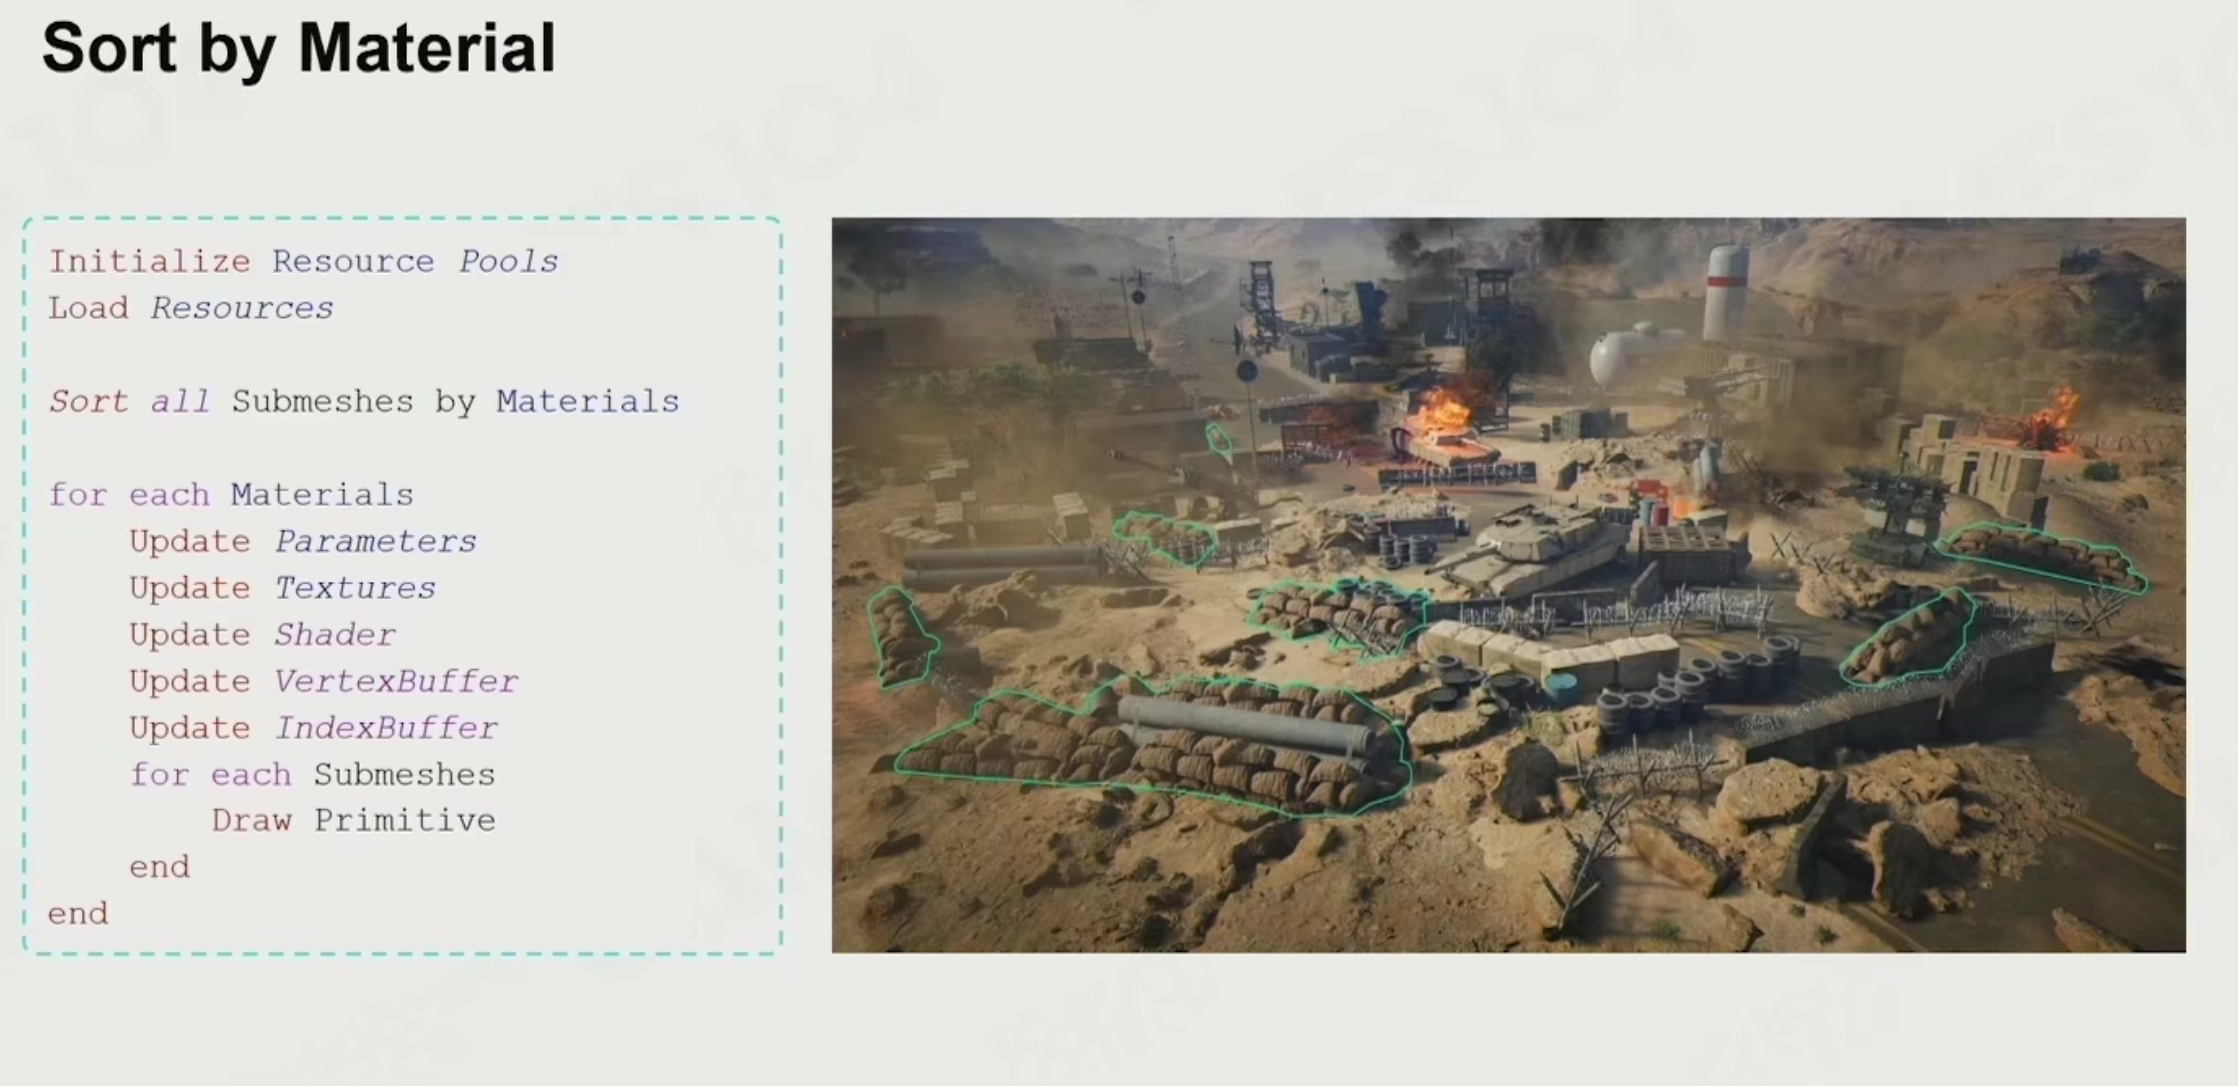 Sort by Material
Initialize Resource Pools
Load Resources
Sort all Submeshes by Materials
for each Materials
Update Parameters
Update Textures
Update Shader
Update VertexBuffer
Update IndexBuffer
for each Submeshes
Draw Primitive
end
end